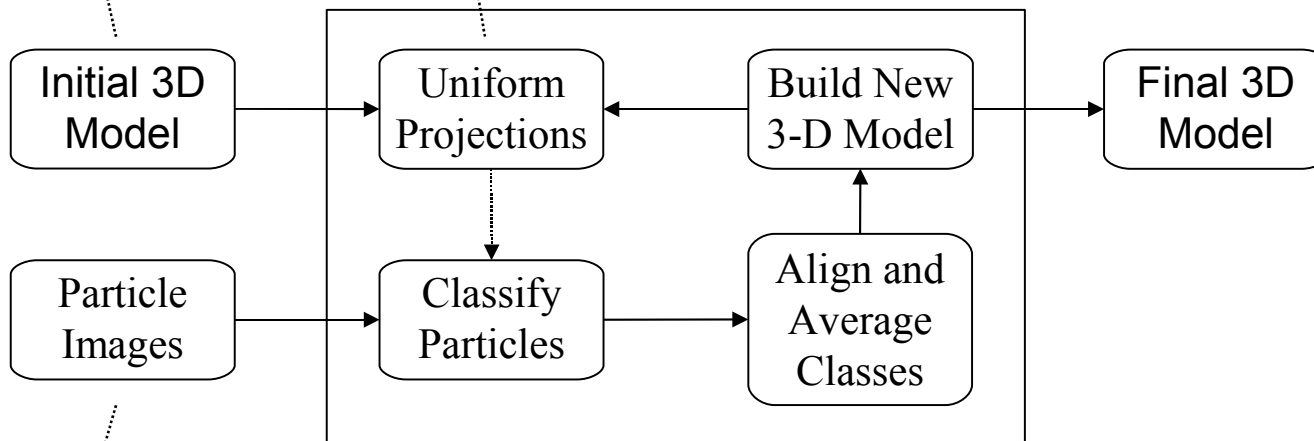 Initial 3D
Model
Uniform
Projections
Build New
3-D Model
Final 3D
Model
Particle
Images
Classify
Particles
Align and
Average
Classes